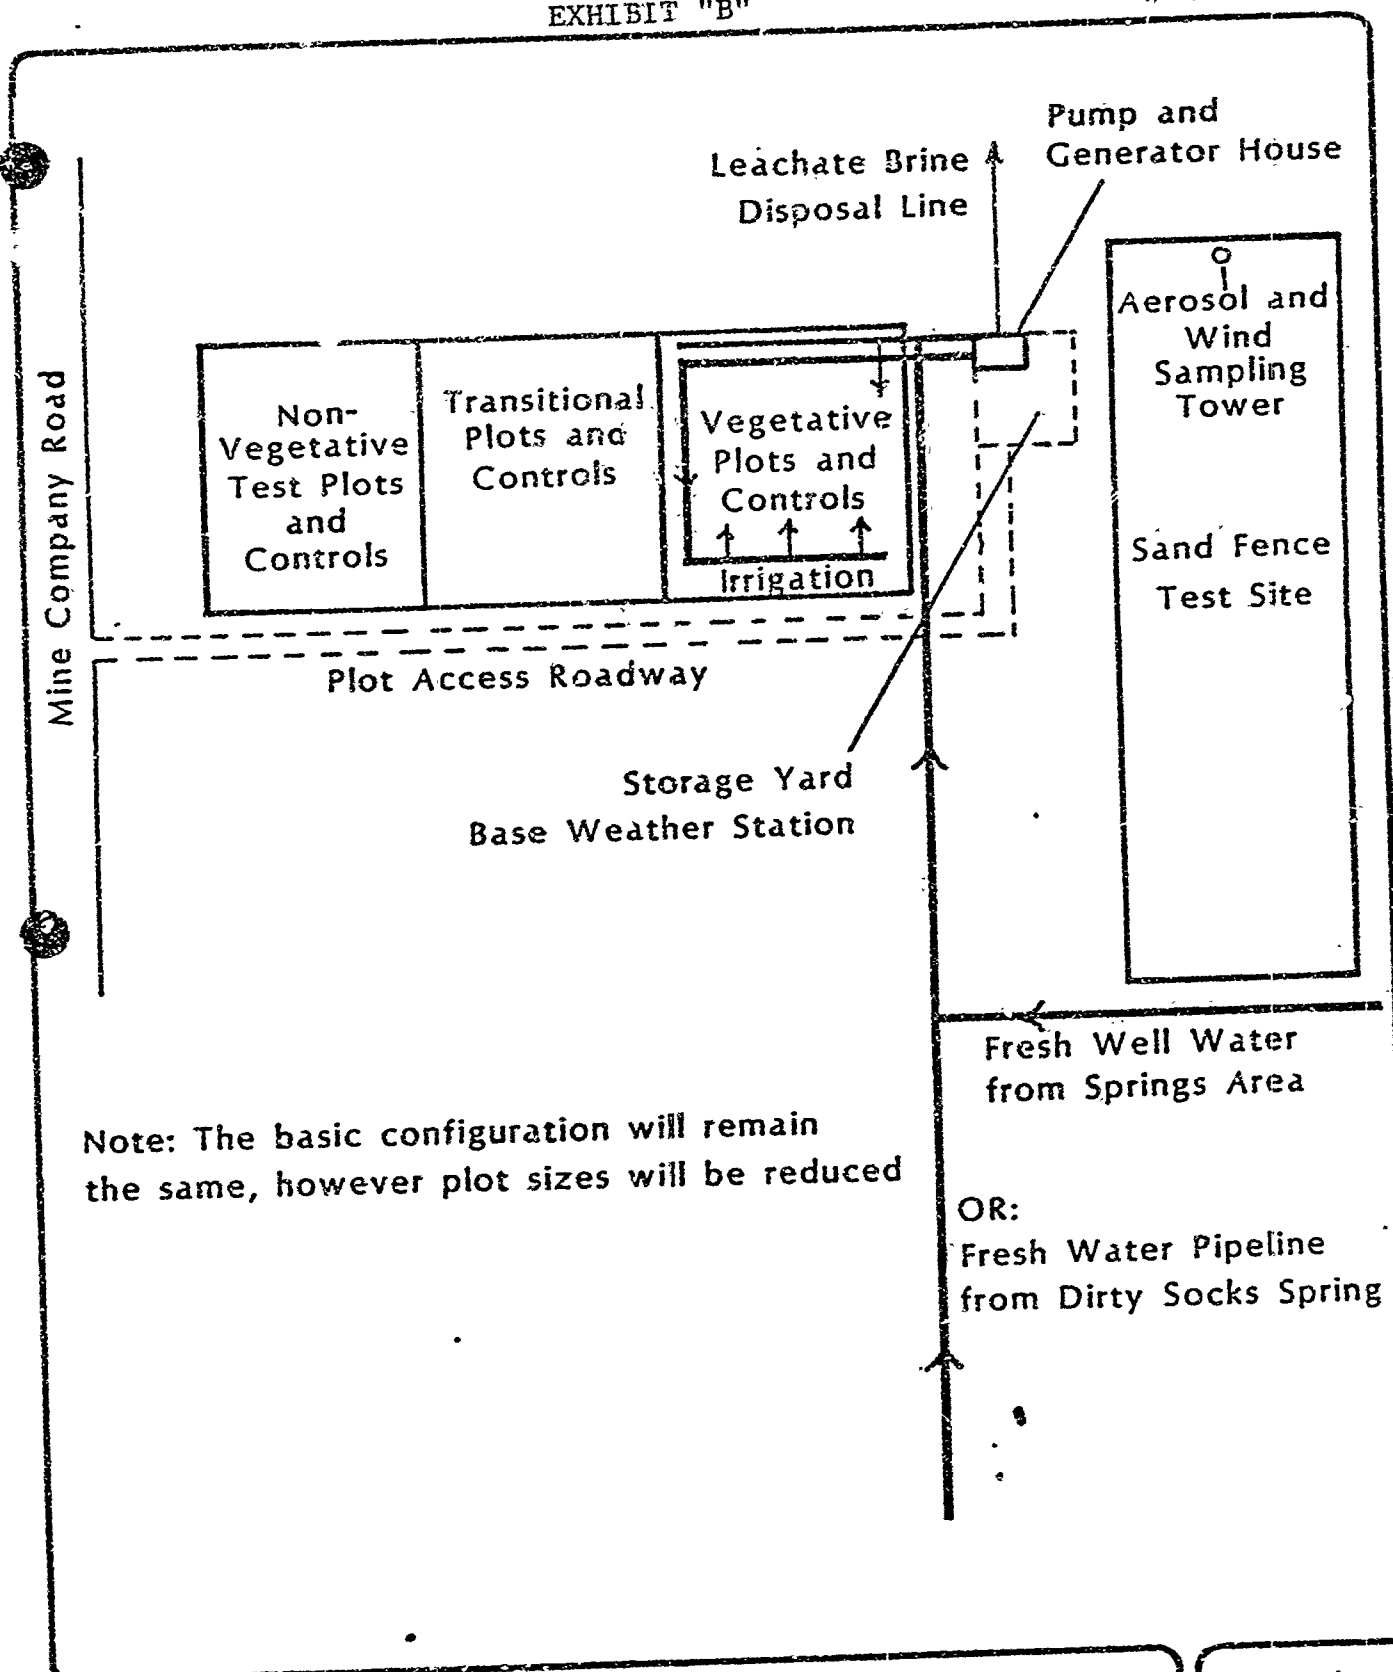 EXHIBIT "B"
Pump and
Generator House
Leachate Brine
Disposal Line
Aerosol and
Wind
Sampling
Tower
Sand Fence
Test Site
Mine Company Road
Non-
Vegetative
Test Plots
and
Controls
Transitional
Plots and
Controls
Vegetative
Plots and
Controls
Irrigation
Plot Access Roadway
Storage Yard
Base Weather Station
Fresh Well Water
from Springs Area
Note: The basic configuration will remain
the same, however plot sizes will be reduced
OR:
Fresh Water Pipeline
from Dirty Socks Spring